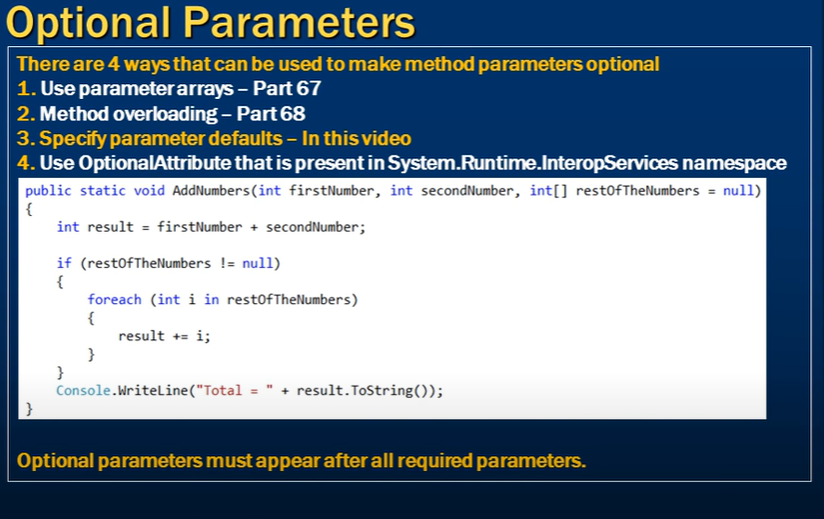 Optional Parameters
There are 4 ways that can be used to make method parameters optional
1. Use parameter arrays – Part 67
2. Method overloading – Part 68
3. Specify parameter defaults – In this video
4. Use OptionalAttribute that is present in System.Runtime.InteropServices namespace
public static void AddNumbers(int firstNumber, int secondNumber, int[] restOfTheNumbers = null)
{
    int result = firstNumber + secondNumber;
    if (restOfTheNumbers != null)
    {
        foreach (int i in restOfTheNumbers)
        {
            result += i;
        }
    }
    Console.WriteLine("Total = " + result.ToString());
}
Optional parameters must appear after all required parameters.